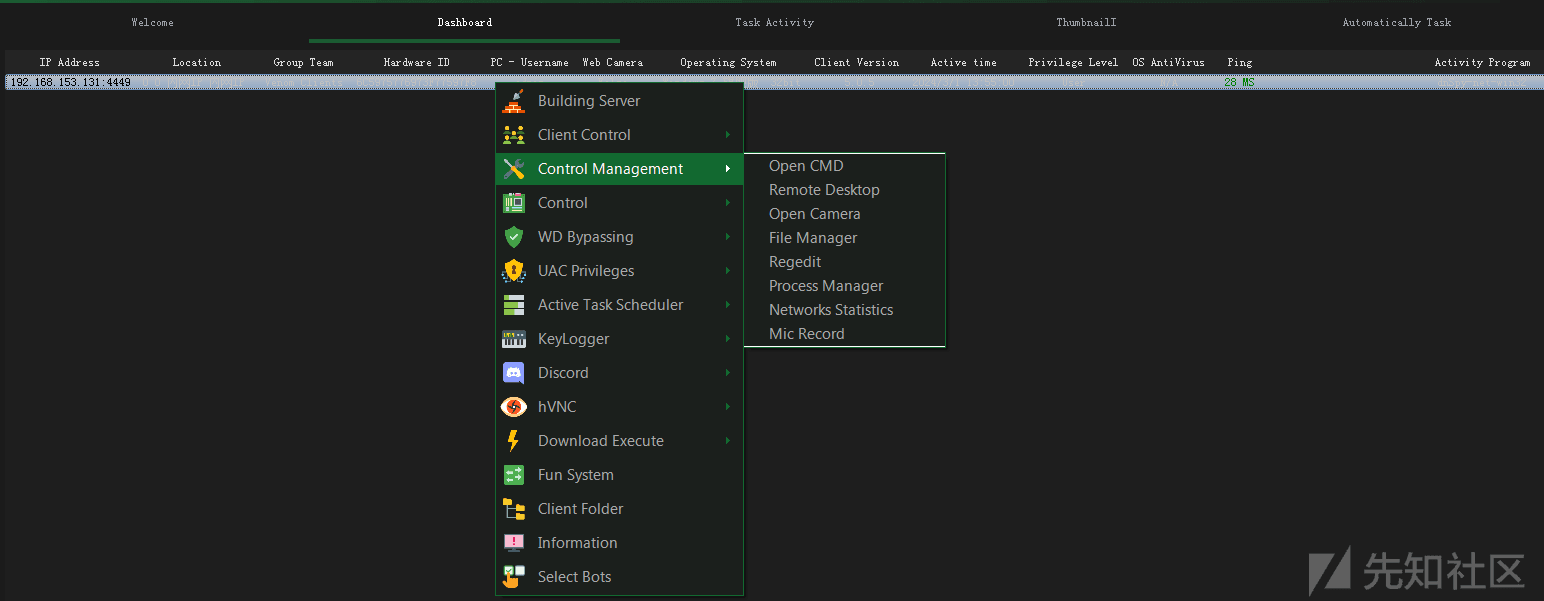 Welcome Dashboard Task Activity ThumbnailI Automatically Task
IP Address Location Group Team Hardware ID PC - Username Web Camera Operating System Client Version Active time Privilege Level OS AntiVirus Ping Activity Program
192.168.153.131:4449 28 MS
Building Server
Client Control
Control Management
Control
WD Bypassing
UAC Privileges
Active Task Scheduler
KeyLogger
Discord
hVNC
Download Execute
Fun System
Client Folder
Information
Select Bots
Open CMD
Remote Desktop
Open Camera
File Manager
Regedit
Process Manager
Networks Statistics
Mic Record
先知社区